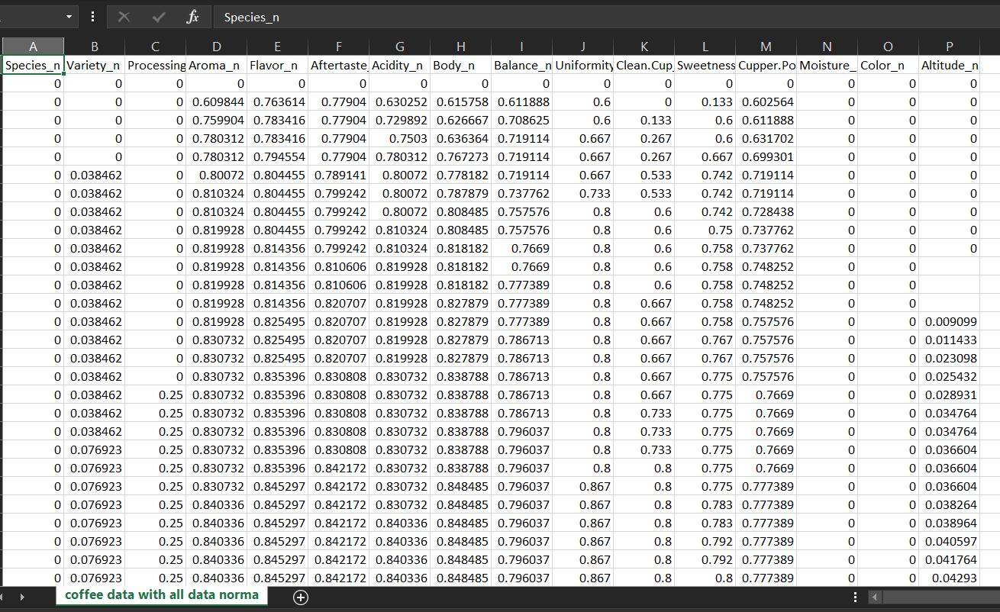 Species_n
A B C D E F G H I J K L M N O P
Species_n Variety_n Processing Aroma_n Flavor_n Aftertaste_ Acidity_n Body_n Balance_n Uniformity Clean.Cup_ Sweetness Cupper.Po Moisture_ Color_n Altitude_n
0 0 0 0 0 0 0 0 0 0 0 0 0 0 0 0
0 0 0 0.609844 0.763614 0.77904 0.630252 0.615758 0.611888 0.6 0 0.133 0.602564 0 0 0
0 0 0 0.759904 0.783416 0.77904 0.729892 0.626667 0.708625 0.6 0.133 0.6 0.611888 0 0 0
0 0 0 0.780312 0.783416 0.77904 0.7503 0.636364 0.719114 0.667 0.267 0.6 0.631702 0 0 0
0 0 0 0.780312 0.794554 0.77904 0.780312 0.767273 0.719114 0.667 0.267 0.667 0.699301 0 0 0
0 0.038462 0 0.80072 0.804455 0.789141 0.80072 0.778182 0.719114 0.667 0.533 0.742 0.719114 0 0 0
0 0.038462 0 0.810324 0.804455 0.799242 0.80072 0.787879 0.737762 0.733 0.533 0.742 0.719114 0 0 0
0 0.038462 0 0.810324 0.804455 0.799242 0.80072 0.808485 0.757576 0.8 0.6 0.742 0.728438 0 0 0
0 0.038462 0 0.819928 0.804455 0.799242 0.810324 0.808485 0.757576 0.8 0.6 0.75 0.737762 0 0 0
0 0.038462 0 0.819928 0.814356 0.799242 0.810324 0.818182 0.7669 0.8 0.6 0.758 0.737762 0 0 0
0 0.038462 0 0.819928 0.814356 0.810606 0.819928 0.818182 0.7669 0.8 0.6 0.758 0.748252 0 0
0 0.038462 0 0.819928 0.814356 0.810606 0.819928 0.818182 0.777389 0.8 0.6 0.758 0.748252 0 0
0 0.038462 0 0.819928 0.814356 0.820707 0.819928 0.827879 0.777389 0.8 0.667 0.758 0.748252 0 0
0 0.038462 0 0.819928 0.825495 0.820707 0.819928 0.827879 0.777389 0.8 0.667 0.758 0.757576 0 0 0.009099
0 0.038462 0 0.830732 0.825495 0.820707 0.819928 0.827879 0.786713 0.8 0.667 0.767 0.757576 0 0 0.011433
0 0.038462 0 0.830732 0.825495 0.820707 0.819928 0.827879 0.786713 0.8 0.667 0.767 0.757576 0 0 0.023098
0 0.038462 0 0.830732 0.835396 0.830808 0.830732 0.838788 0.786713 0.8 0.667 0.775 0.757576 0 0 0.025432
0 0.038462 0.25 0.830732 0.835396 0.830808 0.830732 0.838788 0.786713 0.8 0.667 0.775 0.7669 0 0 0.028931
0 0.038462 0.25 0.830732 0.835396 0.830808 0.830732 0.838788 0.786713 0.8 0.733 0.775 0.7669 0 0 0.034764
0 0.038462 0.25 0.830732 0.835396 0.830808 0.830732 0.838788 0.796037 0.8 0.733 0.775 0.7669 0 0 0.034764
0 0.076923 0.25 0.830732 0.835396 0.830808 0.830732 0.838788 0.796037 0.8 0.733 0.775 0.7669 0 0 0.036604
0 0.076923 0.25 0.830732 0.835396 0.842172 0.830732 0.838788 0.796037 0.8 0.8 0.775 0.7669 0 0 0.036604
0 0.076923 0.25 0.830732 0.845297 0.842172 0.830732 0.848485 0.796037 0.867 0.8 0.775 0.777389 0 0 0.036604
0 0.076923 0.25 0.840336 0.845297 0.842172 0.830732 0.848485 0.796037 0.867 0.8 0.783 0.777389 0 0 0.038264
0 0.076923 0.25 0.840336 0.845297 0.842172 0.840336 0.848485 0.796037 0.867 0.8 0.783 0.777389 0 0 0.038964
0 0.076923 0.25 0.840336 0.845297 0.842172 0.840336 0.848485 0.796037 0.867 0.8 0.792 0.777389 0 0 0.040597
0 0.076923 0.25 0.840336 0.845297 0.842172 0.840336 0.848485 0.796037 0.867 0.8 0.792 0.777389 0 0 0.041764
0 0.076923 0.25 0.840336 0.845297 0.842172 0.840336 0.848485 0.796037 0.867 0.8 0.8 0.777389 0 0 0.04293
coffee data with all data norma